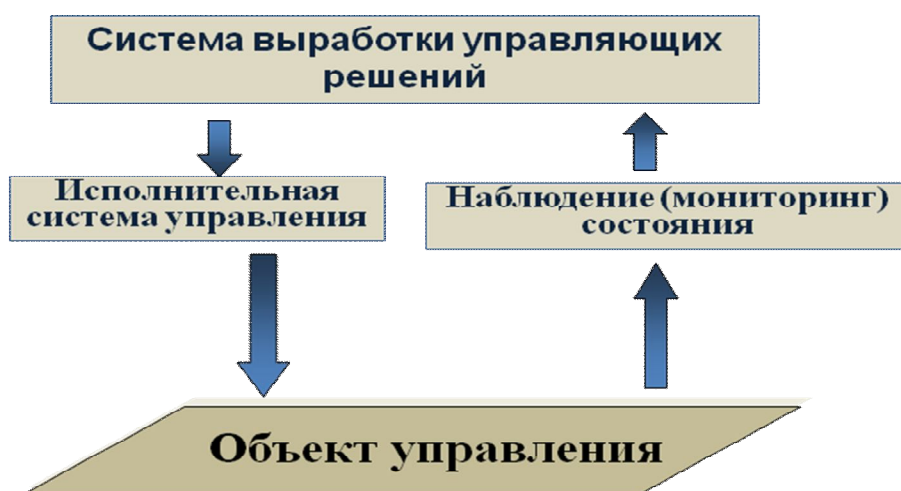 Система выработки управляющих
решений
Исполнительная
система управления
Наблюдение (мониторинг)
состояния
Объект управления